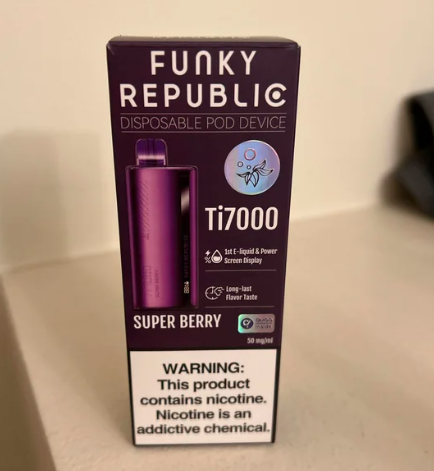 FUNKY
REPUBLIC
DISPOSABLE POD DEVICE
Ti7000
1st E-liquid & Power
Screen Display
Long-last
Flavor Taste
SUPER BERRY
50 mg/ml
WARNING:
This product
contains nicotine.
Nicotine is an
addictive chemical.